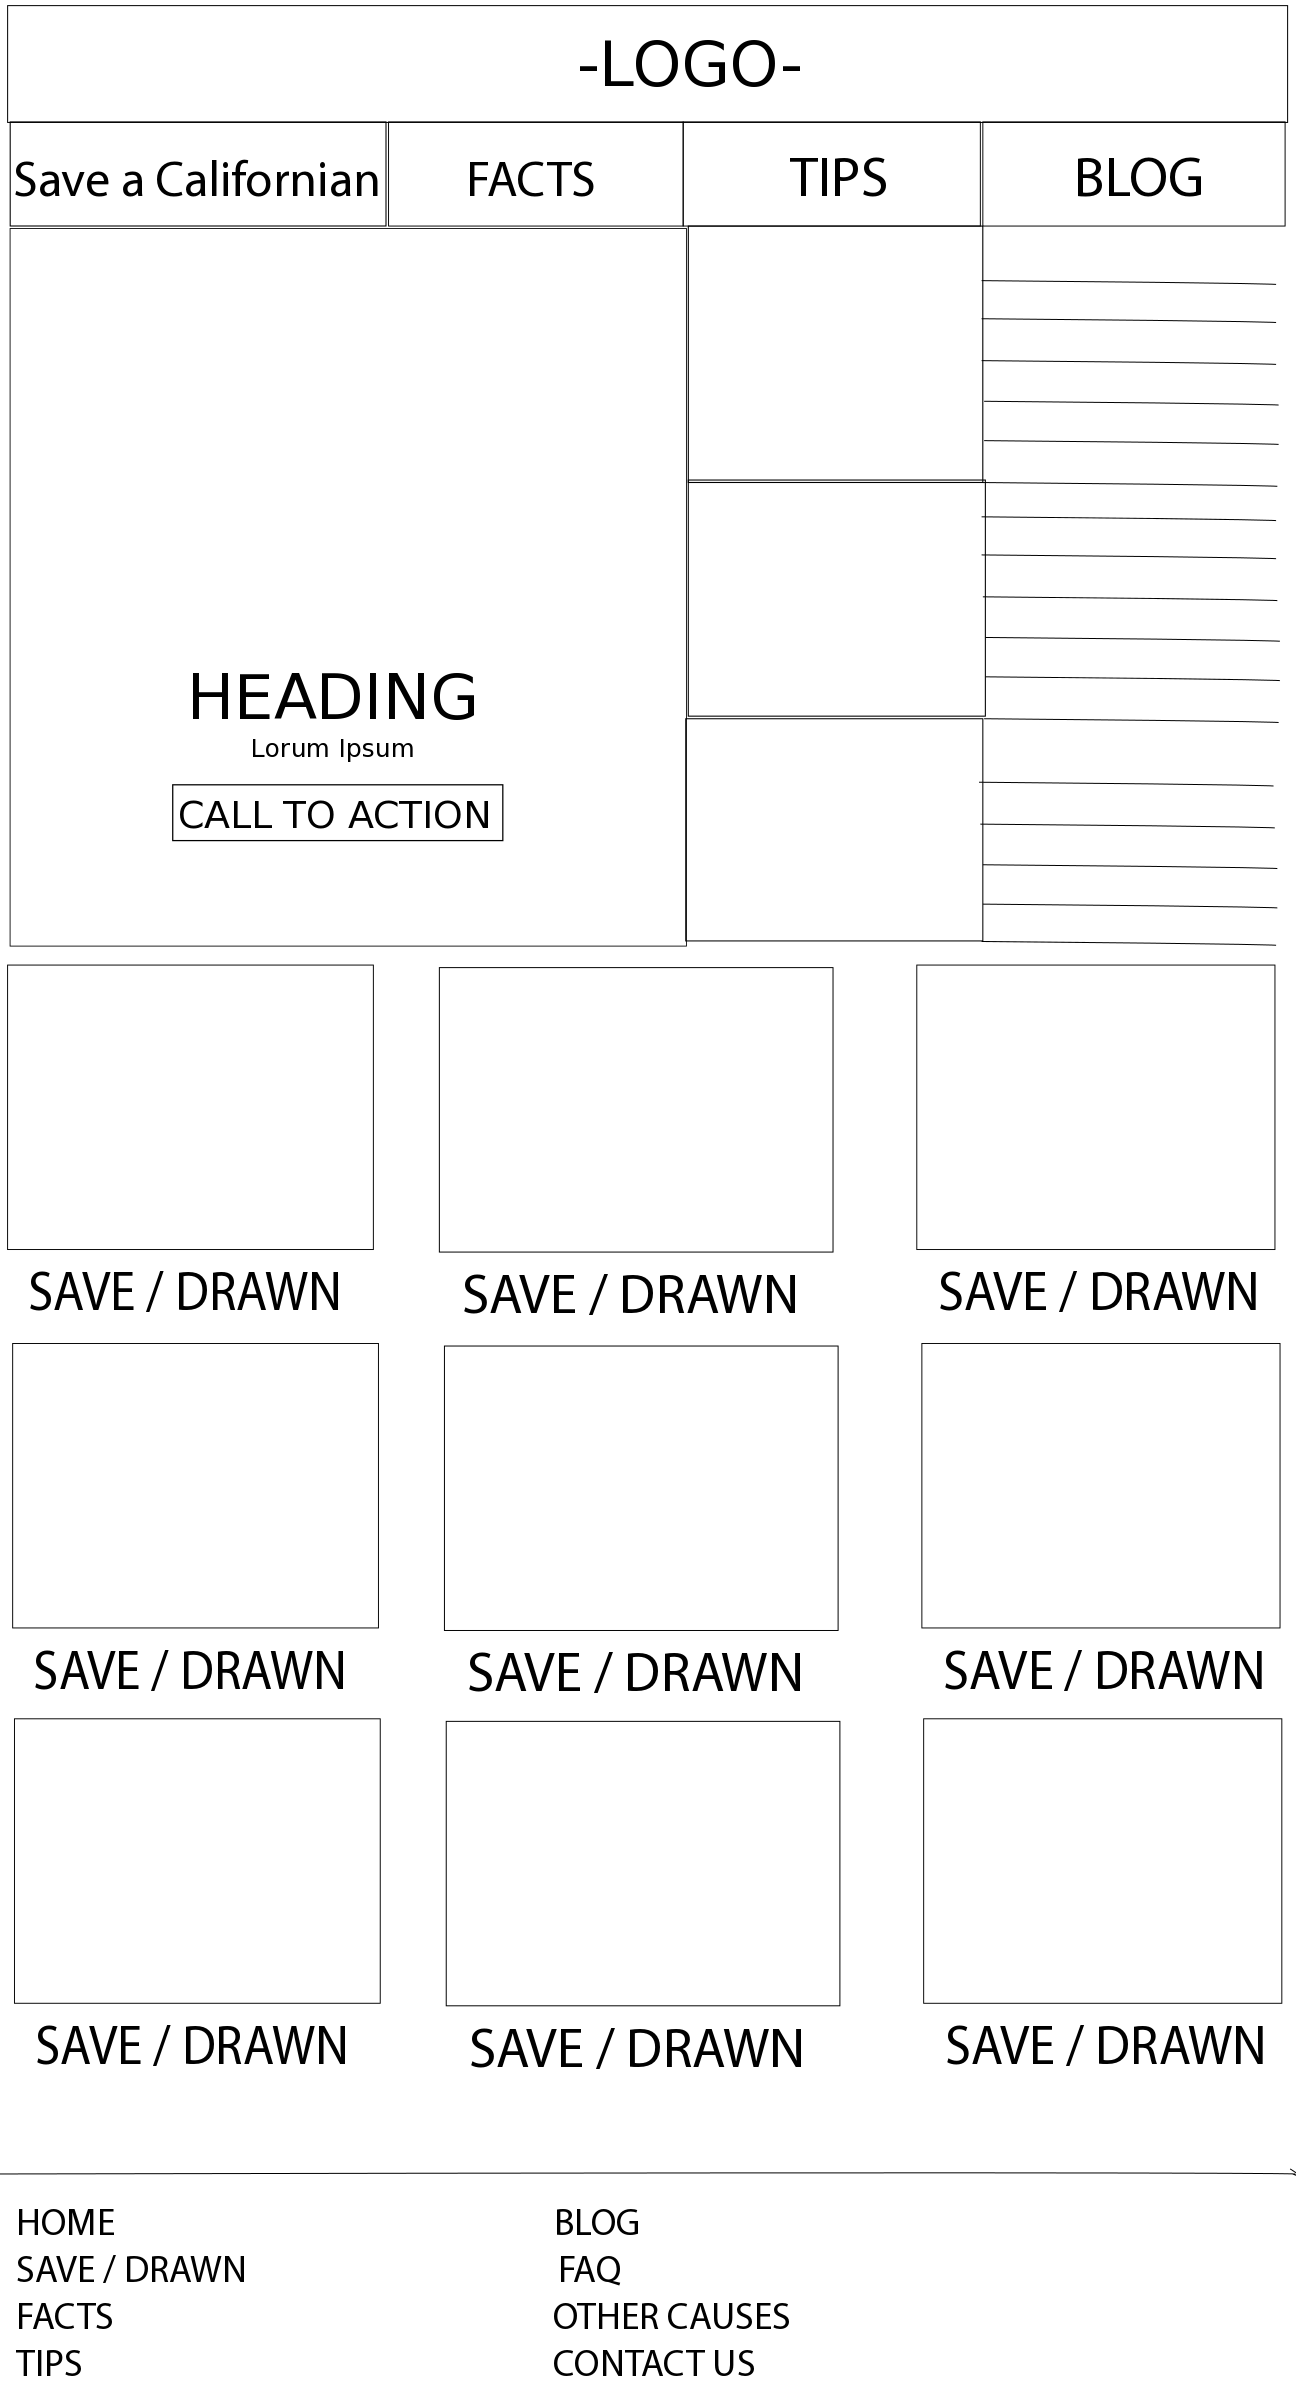 -LOGO-
Save a Californian
FACTS
TIPS
BLOG
HEADING
Lorum Ipsum
CALL TO ACTION
SAVE / DRAWN
SAVE / DRAWN
SAVE / DRAWN
SAVE / DRAWN
SAVE / DRAWN
SAVE / DRAWN
SAVE / DRAWN
SAVE / DRAWN
SAVE / DRAWN
HOME
SAVE / DRAWN
FACTS
TIPS
BLOG
FAQ
OTHER CAUSES
CONTACT US